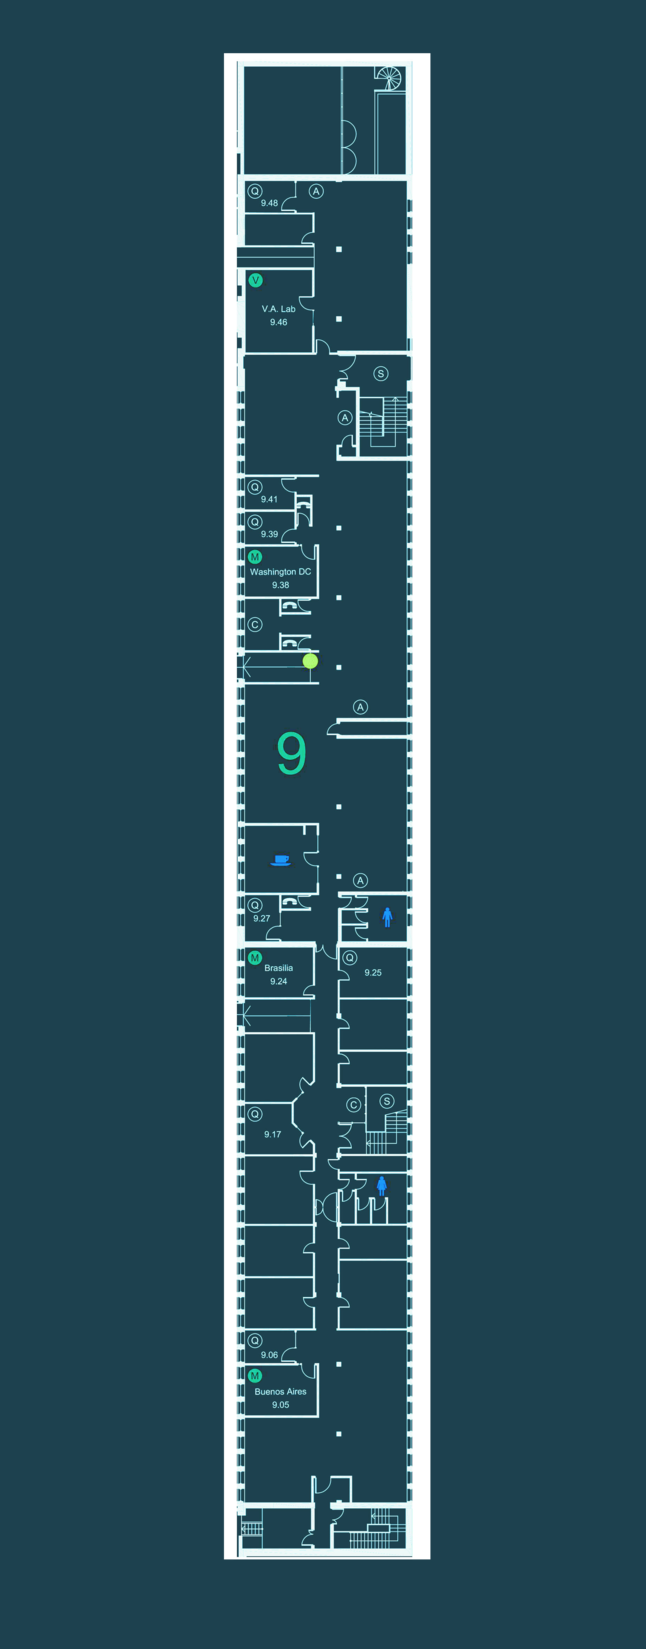 Q
A
9.48
V
V.A. Lab
9.46
S
A
Q
9.41
Q
9.39
M
Washington DC
9.38
C
A
9
A
Q
9.27
M
Brasilia
9.24
Q
9.25
C
S
Q
9.17
Q
9.06
M
Buenos Aires
9.05